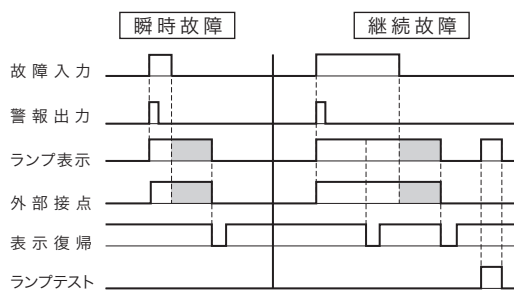 瞬時故障
継続故障
故障入力
警報出力
ランプ表示
外部接点
表示復帰
ランプテスト